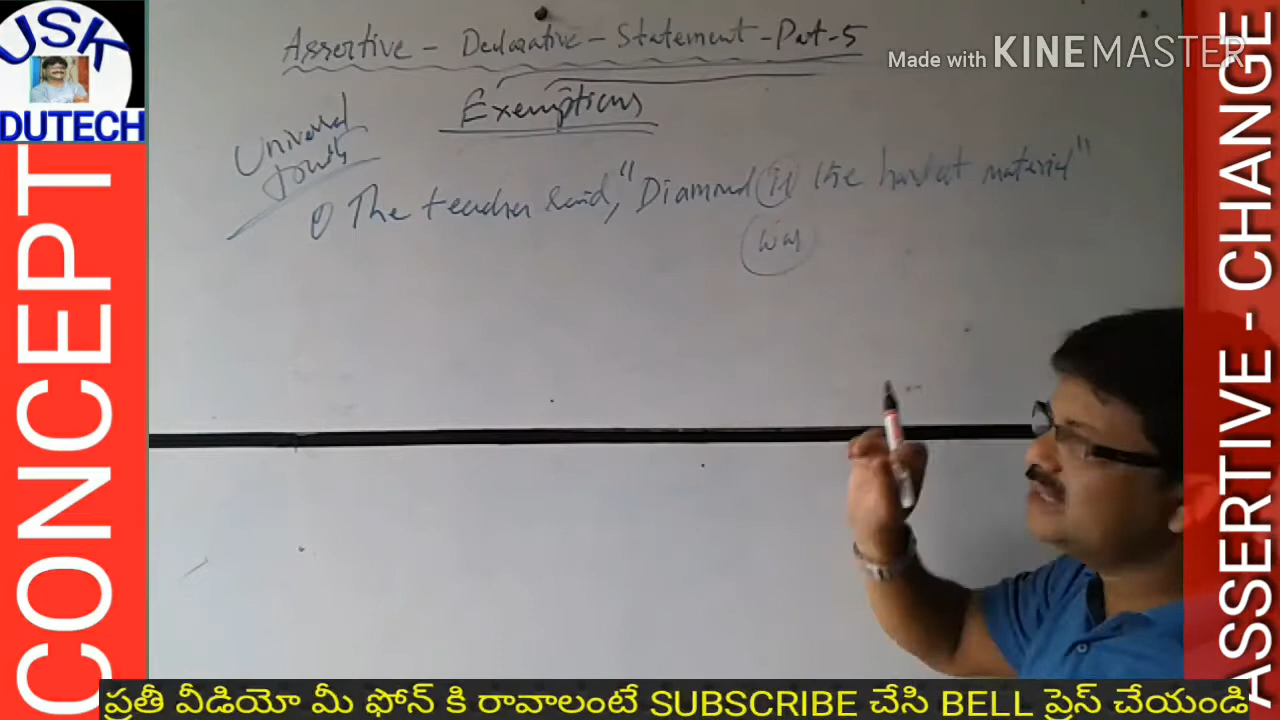 USK
DUTECH
CONCEPT
Made with KINEMASTER
Assertive - Declarative - Statement - Part-5
Exemptions
Universal
Truth
1) The teacher said, "Diamond is the hardest material"
was
ASSERTIVE - CHANGE
ప్రతీ వీడియో మీ ఫోన్ కి రావాలంటే SUBSCRIBE చేసి BELL ప్రెస్ చేయండి